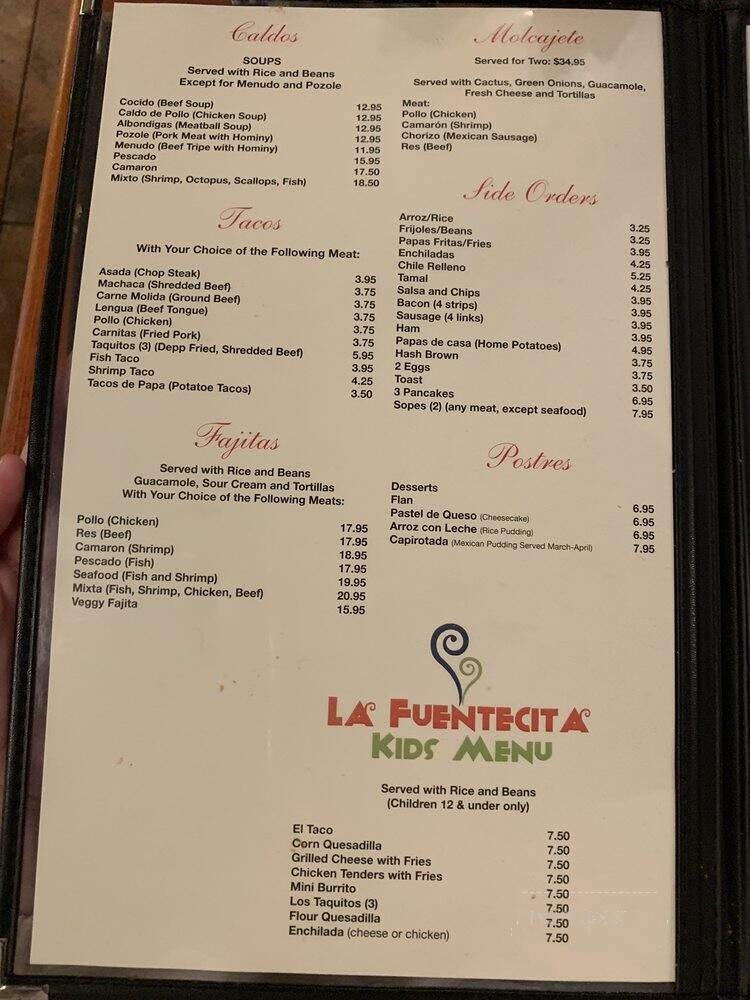 Caldos
SOUPS
Served with Rice and Beans
Except for Menudo and Pozole
Cocido (Beef Soup) 12.95
Caldo de Pollo (Chicken Soup) 12.95
Albondigas (Meatball Soup) 12.95
Pozole (Pork Meat with Hominy) 12.95
Menudo (Beef Tripe with Hominy) 11.95
Pescado 15.95
Camaron 17.50
Mixto (Shrimp, Octopus, Scallops, Fish) 18.50
Tacos
With Your Choice of the Following Meat:
Asada (Chop Steak) 3.95
Machaca (Shredded Beef) 3.75
Carne Molida (Ground Beef) 3.75
Lengua (Beef Tongue) 3.75
Pollo (Chicken) 3.75
Carnitas (Fried Pork) 3.75
Taquitos (3) (Depp Fried, Shredded Beef) 5.95
Fish Taco 3.95
Shrimp Taco 4.25
Tacos de Papa (Potatoe Tacos) 3.50
Fajitas
Served with Rice and Beans
Guacamole, Sour Cream and Tortillas
With Your Choice of the Following Meats:
Pollo (Chicken) 17.95
Res (Beef) 17.95
Camaron (Shrimp) 18.95
Pescado (Fish) 17.95
Seafood (Fish and Shrimp) 19.95
Mixta (Fish, Shrimp, Chicken, Beef) 20.95
Veggy Fajita 15.95
Molcajete
Served for Two: $34.95
Served with Cactus, Green Onions, Guacamole,
Fresh Cheese and Tortillas
Meat:
Pollo (Chicken)
Camarón (Shrimp)
Chorizo (Mexican Sausage)
Res (Beef)
Side Orders
Arroz/Rice 3.25
Frijoles/Beans 3.25
Papas Fritas/Fries 3.95
Enchiladas 4.25
Chile Relleno 5.25
Tamal 4.25
Salsa and Chips 3.95
Bacon (4 strips) 3.95
Sausage (4 links) 3.95
Ham 3.95
Papas de casa (Home Potatoes) 4.95
Hash Brown 3.75
2 Eggs 3.75
Toast 3.50
3 Pancakes 6.95
Sopes (2) (any meat, except seafood) 7.95
Postres
Desserts
Flan 6.95
Pastel de Queso (Cheesecake) 6.95
Arroz con Leche (Rice Pudding) 6.95
Capirotada (Mexican Pudding Served March-April) 7.95
LA FUENTECITA
KIDS MENU
Served with Rice and Beans
(Children 12 & under only)
El Taco 7.50
Corn Quesadilla 7.50
Grilled Cheese with Fries 7.50
Chicken Tenders with Fries 7.50
Mini Burrito 7.50
Los Taquitos (3) 7.50
Flour Quesadilla 7.50
Enchilada (cheese or chicken) 7.50